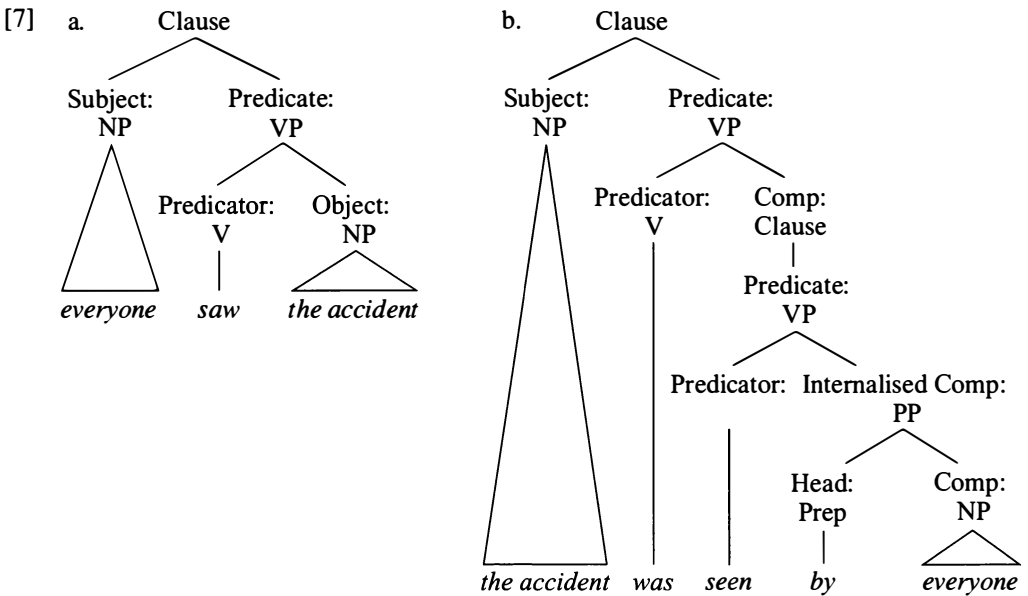 [7] a. Clause
Subject: Predicate:
NP VP
Predicator: Object:
V NP
everyone saw the accident
b. Clause
Subject: Predicate:
NP VP
Predicator: Comp:
V Clause
Predicate:
VP
Predicator: Internalised Comp:
PP
Head: Comp:
Prep NP
the accident was seen by everyone